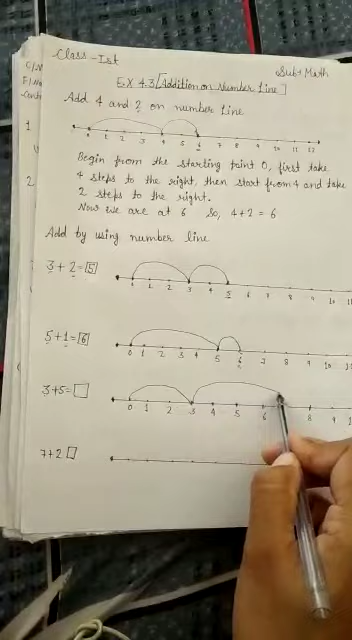 Class - Ist
Sub + Math
Ex 4.3 [Addition on Number Line]
Add 4 and 2 on number line
0 1 2 3 4 5 6 7 8 9 10 11 12
Begin from the starting point 0, first take
4 steps to the right, then start from 4 and take
2 steps to the right.
Now we are at 6 So, 4+2 = 6
Add by using number line
3 + 2 = 5
0 1 2 3 4 5 6 7 8 9 10
5 + 1 = 6
0 1 2 3 4 5 6 7 8 9 10
3+5 =
0 1 2 3 4 5 6 8 9
7+2